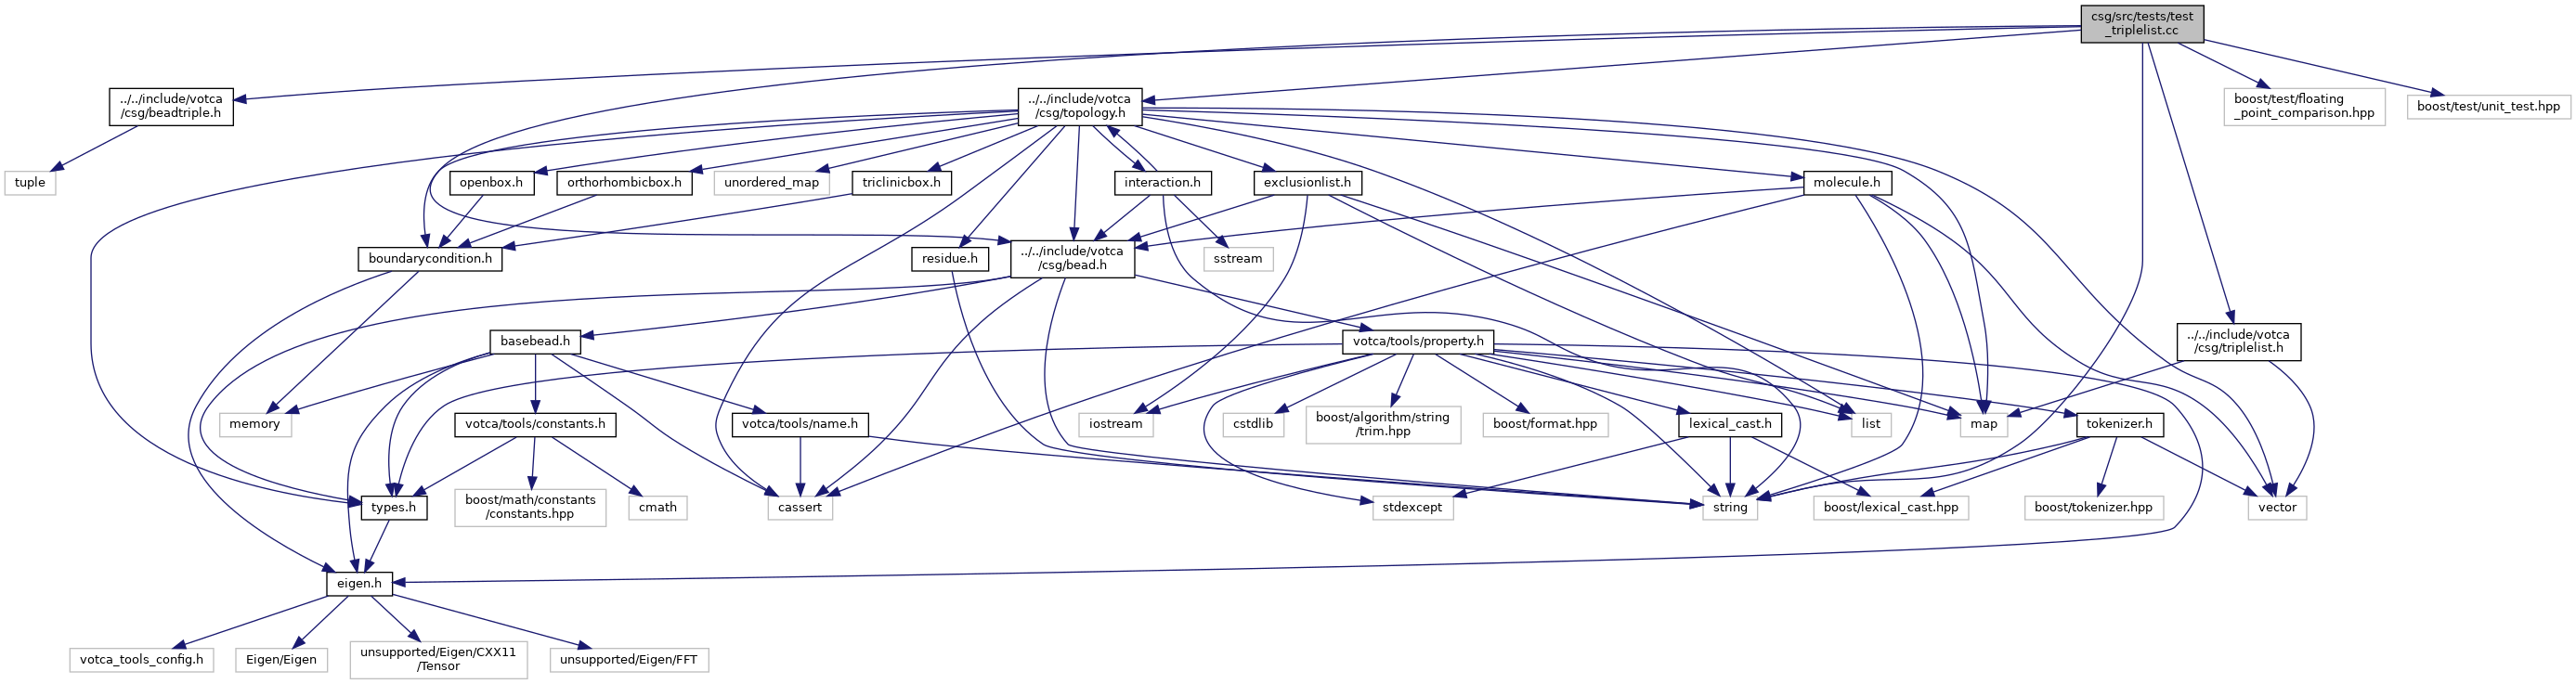 csg/src/tests/test
_triplelist.cc
../../include/votca
/csg/beadtriple.h
../../include/votca
/csg/topology.h
boost/test/floating
_point_comparison.hpp
boost/test/unit_test.hpp
tuple
openbox.h
orthorhombicbox.h
unordered_map
triclinicbox.h
interaction.h
exclusionlist.h
molecule.h
boundarycondition.h
residue.h
../../include/votca
/csg/bead.h
sstream
basebead.h
votca/tools/property.h
../../include/votca
/csg/triplelist.h
memory
votca/tools/constants.h
votca/tools/name.h
iostream
cstdlib
boost/algorithm/string
/trim.hpp
boost/format.hpp
lexical_cast.h
list
map
tokenizer.h
types.h
boost/math/constants
/constants.hpp
cmath
cassert
stdexcept
string
boost/lexical_cast.hpp
boost/tokenizer.hpp
vector
eigen.h
votca_tools_config.h
Eigen/Eigen
unsupported/Eigen/CXX11
/Tensor
unsupported/Eigen/FFT